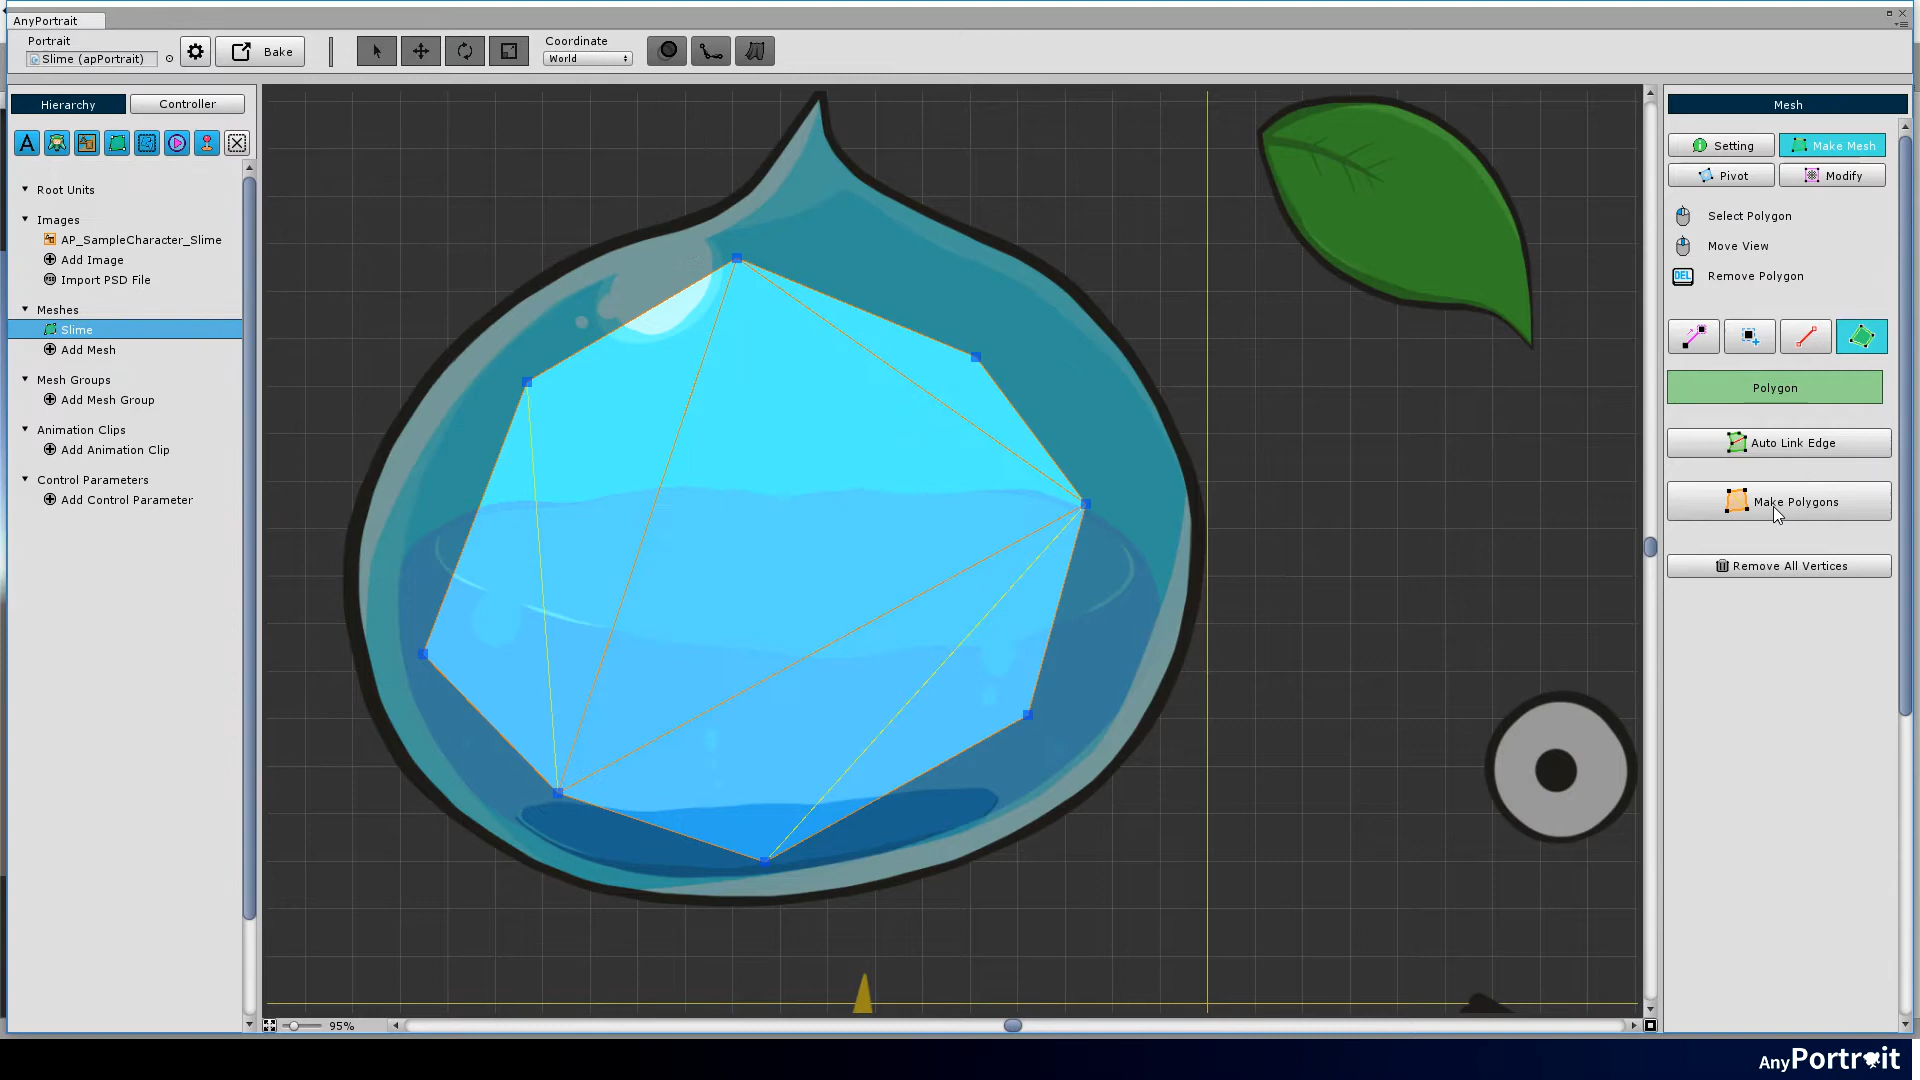 AnyPortrait
Portrait
Slime (apPortrait)
Bake
Coordinate
World
Hierarchy
Controller
A
Root Units
Images
AP_SampleCharacter_Slime
Add Image
Import PSD File
Meshes
Slime
Add Mesh
Mesh Groups
Add Mesh Group
Animation Clips
Add Animation Clip
Control Parameters
Add Control Parameter
95%
Mesh
Setting
Make Mesh
Pivot
Modify
Select Polygon
Move View
DEL
Remove Polygon
Polygon
Auto Link Edge
Make Polygons
Remove All Vertices
AnyPortrait